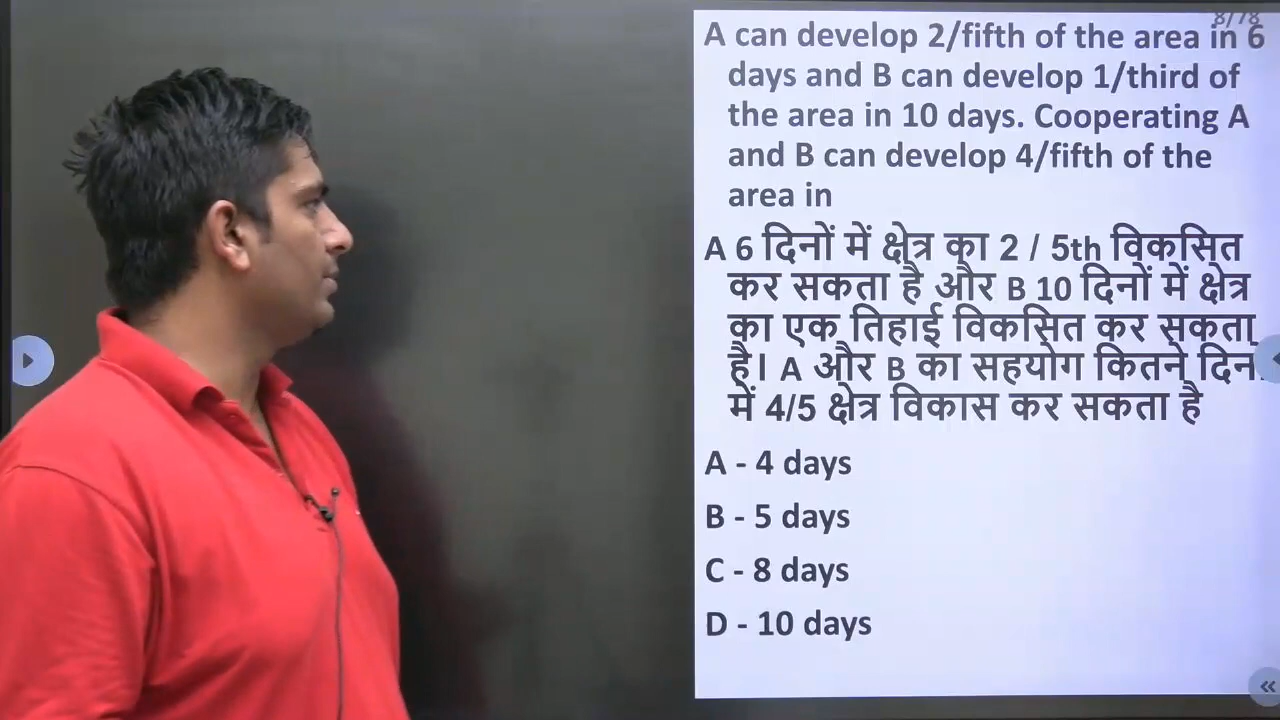 8/78
A can develop 2/fifth of the area in 6
days and B can develop 1/third of
the area in 10 days. Cooperating A
and B can develop 4/fifth of the
area in
A 6 दिनों में क्षेत्र का 2 / 5th विकसित
कर सकता है और B 10 दिनों में क्षेत्र
का एक तिहाई विकसित कर सकता
है। A और B का सहयोग कितने दिन
में 4/5 क्षेत्र विकास कर सकता है
A - 4 days
B - 5 days
C - 8 days
D - 10 days